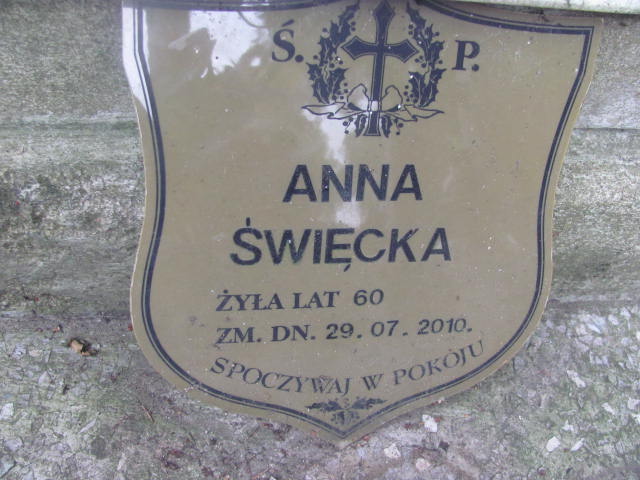 Ś. P.
ANNA
ŚWIĘCKA
ŻYŁA LAT 60
ZM. DN. 29. 07. 2010.
SPOCZYWAJ W POKOJU